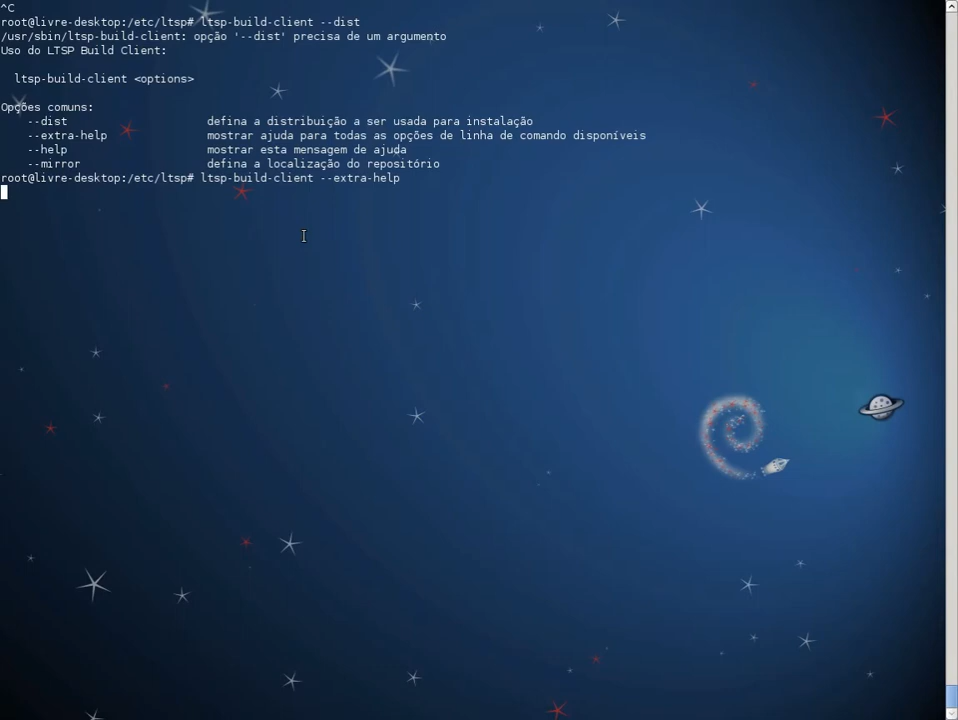 ^C
root@livre-desktop:/etc/ltsp# ltsp-build-client --dist
/usr/sbin/ltsp-build-client: opção '--dist' precisa de um argumento
Uso do LTSP Build Client:
ltsp-build-client <options>
Opções comuns:
--dist defina a distribuição a ser usada para instalação
--extra-help mostrar ajuda para todas as opções de linha de comando disponíveis
--help mostrar esta mensagem de ajuda
--mirror defina a localização do repositório
root@livre-desktop:/etc/ltsp# ltsp-build-client --extra-help